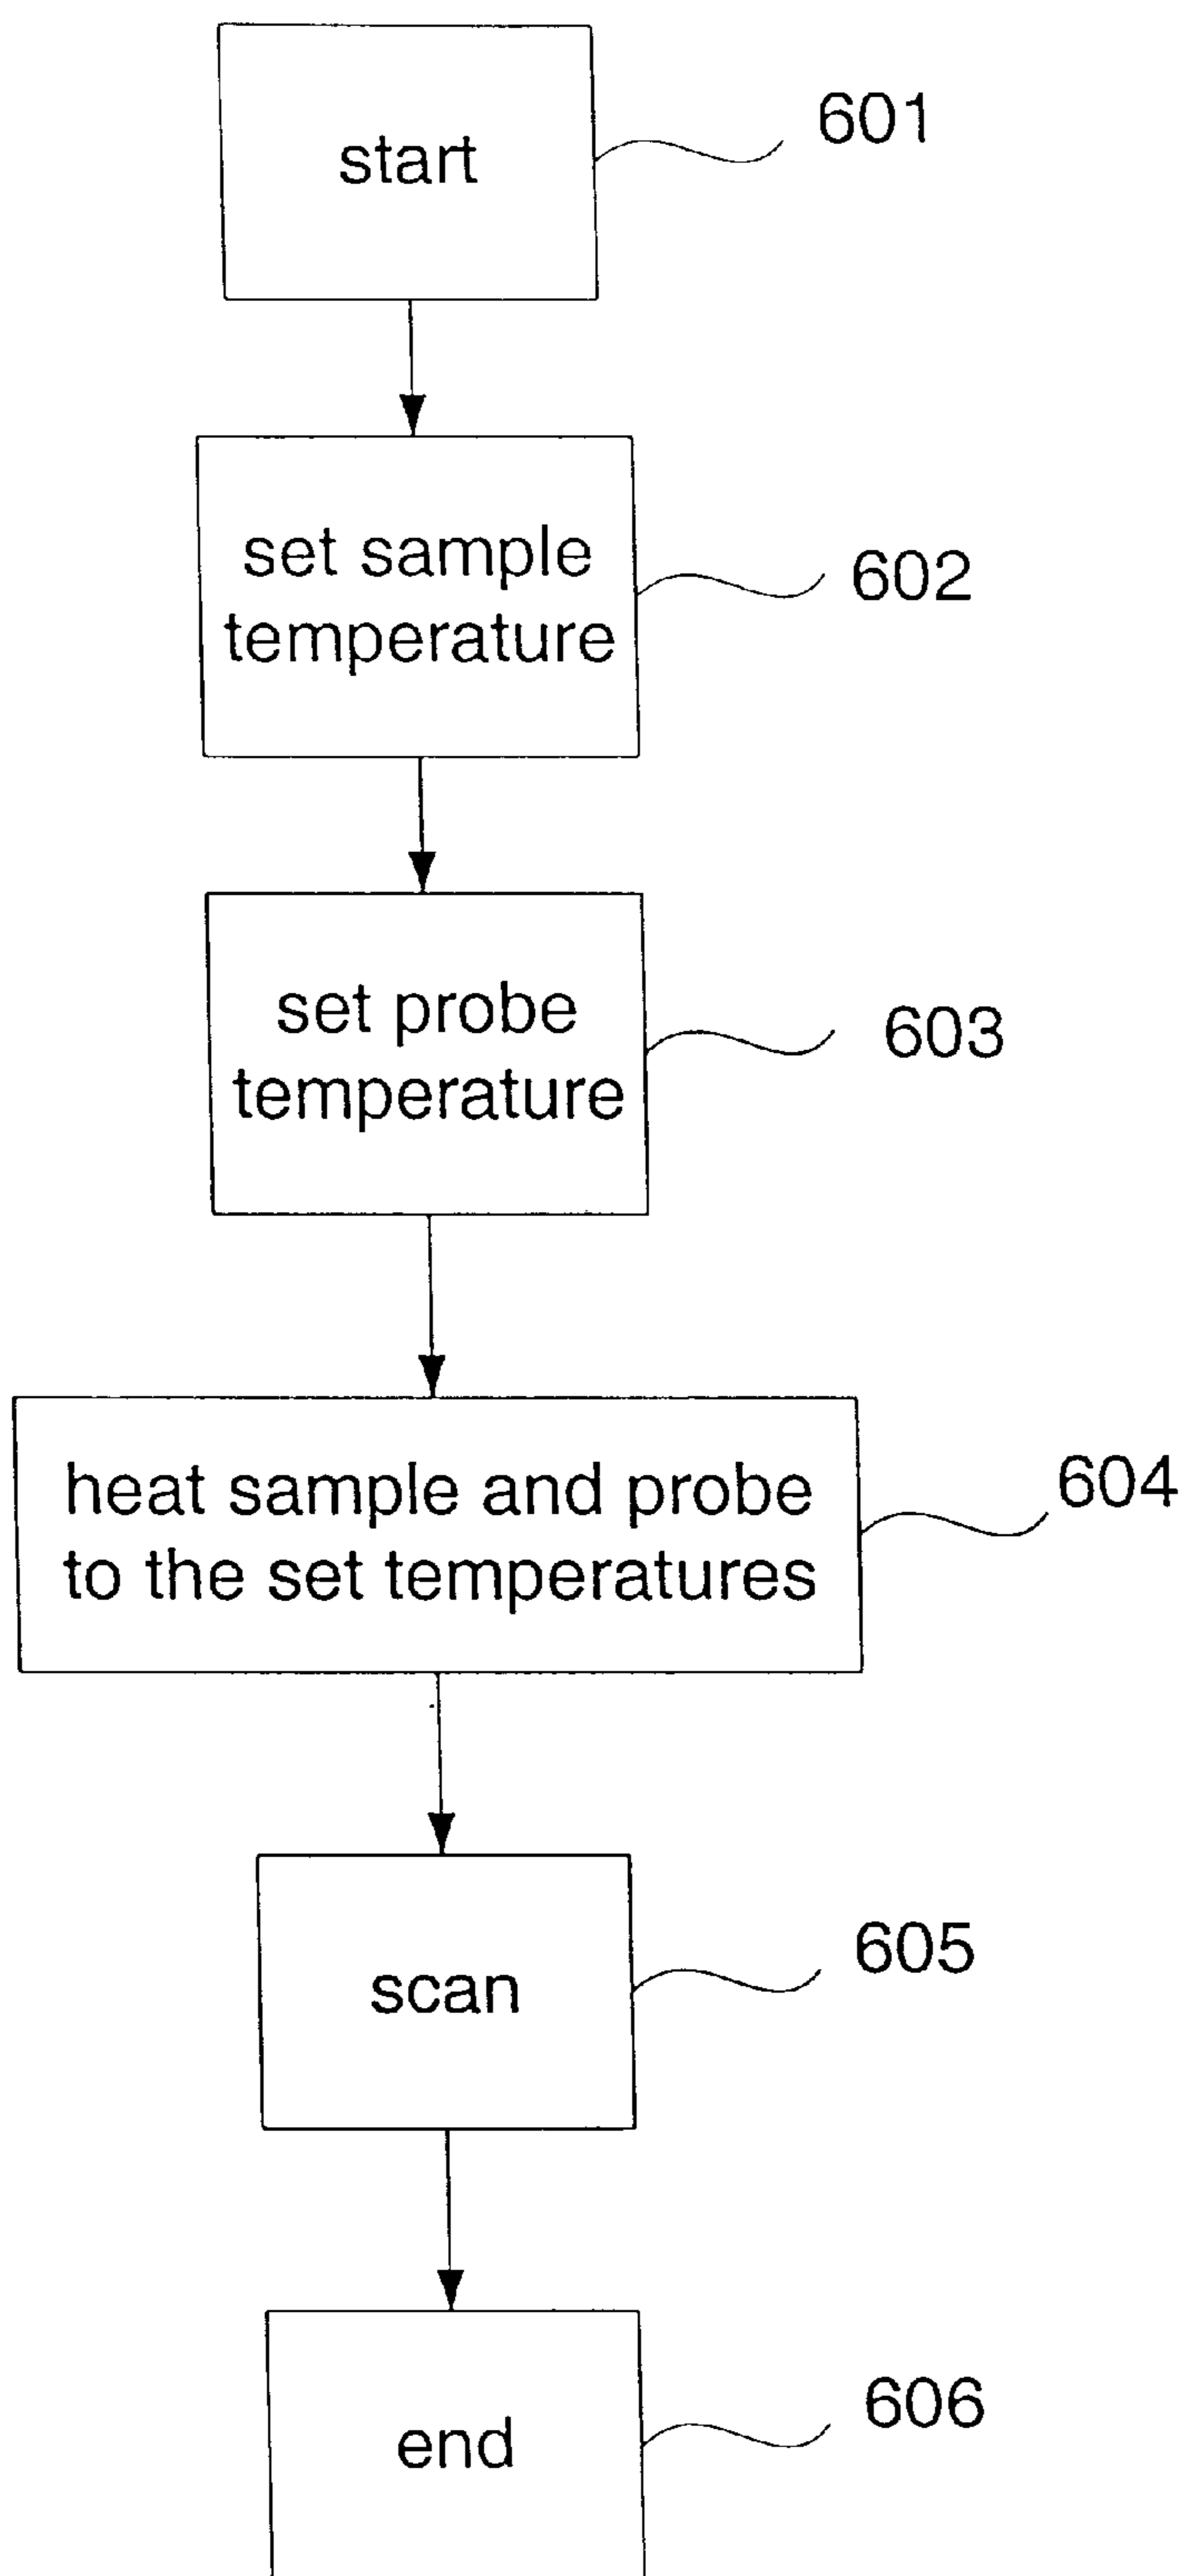 start
601
set sample
temperature
602
set probe
temperature
603
heat sample and probe
to the set temperatures
604
scan
605
end
606